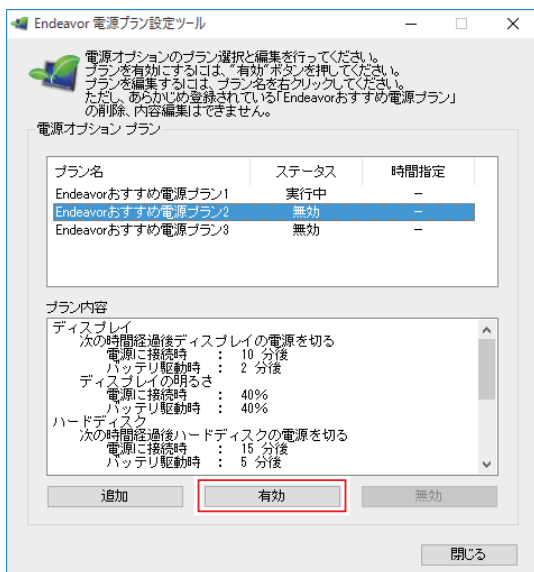 Endeavor 電源プラン設定ツール
電源オプションのプラン選択と編集を行ってください。
プランを有効にするには、"有効"ボタンを押してください。
プランを編集するには、プラン名を右クリックしてください。
ただし、あらかじめ登録されている「Endeavorおすすめ電源プラン」
の削除、内容編集はできません。
電源オプション プラン
プラン名 ステータス 時間指定
Endeavorおすすめ電源プラン1 実行中 −
Endeavorおすすめ電源プラン2 無効 −
Endeavorおすすめ電源プラン3 無効 −
プラン内容
ディスプレイ
次の時間経過後ディスプレイの電源を切る
電源に接続時 : 10 分後
バッテリ駆動時 : 2 分後
ディスプレイの明るさ
電源に接続時 : 40%
バッテリ駆動時 : 40%
ハードディスク
次の時間経過後ハードディスクの電源を切る
電源に接続時 : 15 分後
バッテリ駆動時 : 5 分後
追加 有効 無効
閉じる